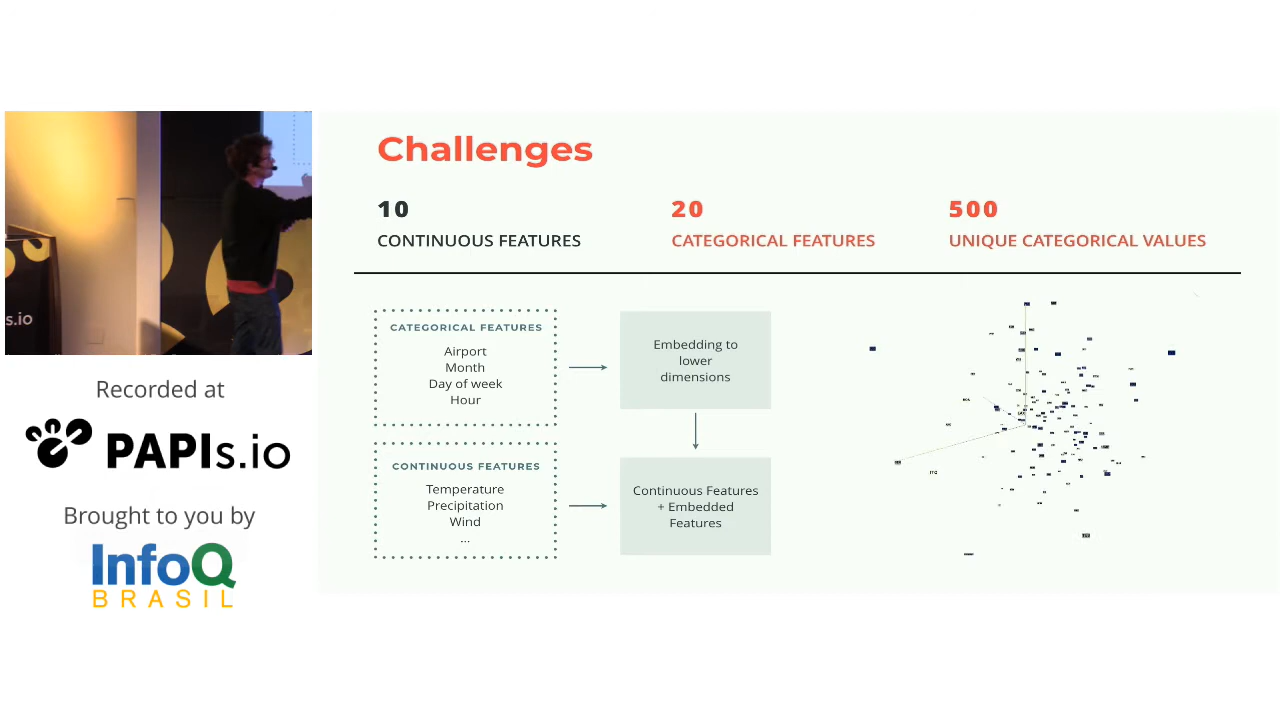 Challenges
10
CONTINUOUS FEATURES
20
CATEGORICAL FEATURES
500
UNIQUE CATEGORICAL VALUES
CATEGORICAL FEATURES
Airport
Month
Day of week
Hour
Embedding to
lower
dimensions
CONTINUOUS FEATURES
Temperature
Precipitation
Wind
...
Continuous Features
+ Embedded
Features
s.io
Recorded at
PAPIs.io
Brought to you by
InfoQ
BRASIL